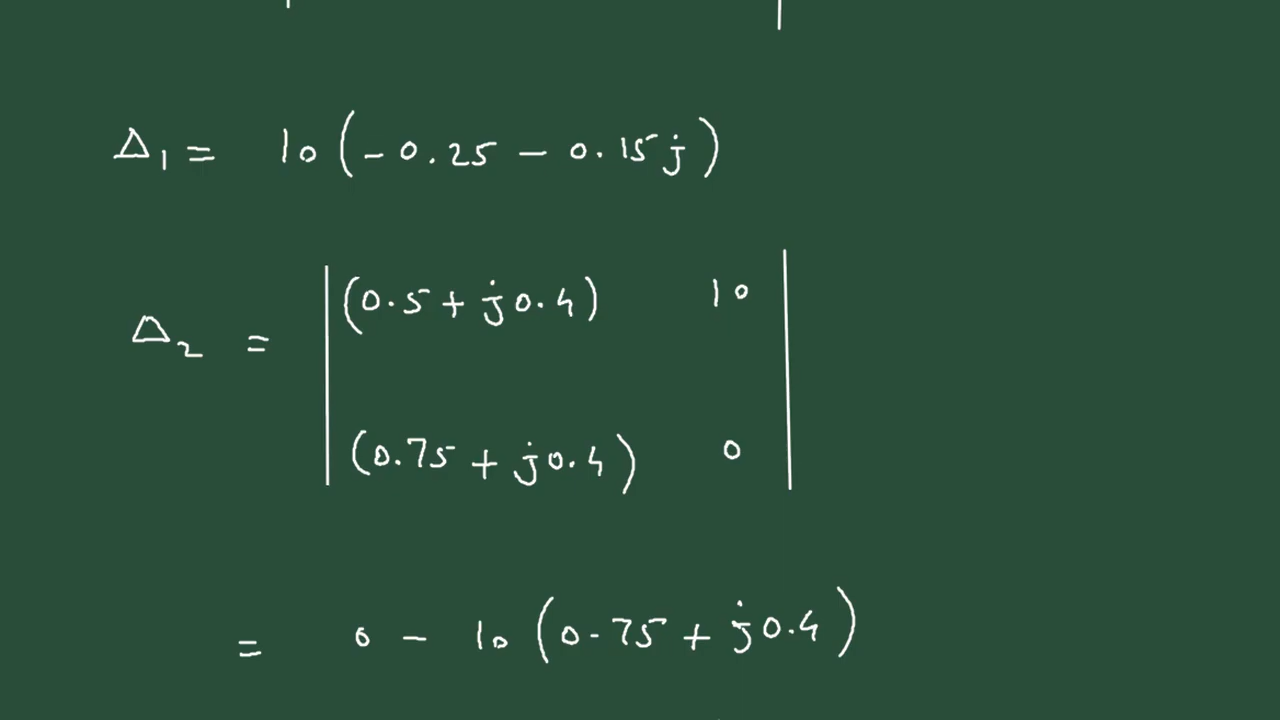 Δ₁ = 10(-0.25 - 0.15j)
Δ₂ = | (0.5 + j0.4) 10 |
| (0.75 + j0.4) 0 |
= 0 - 10(0.75 + j0.4)